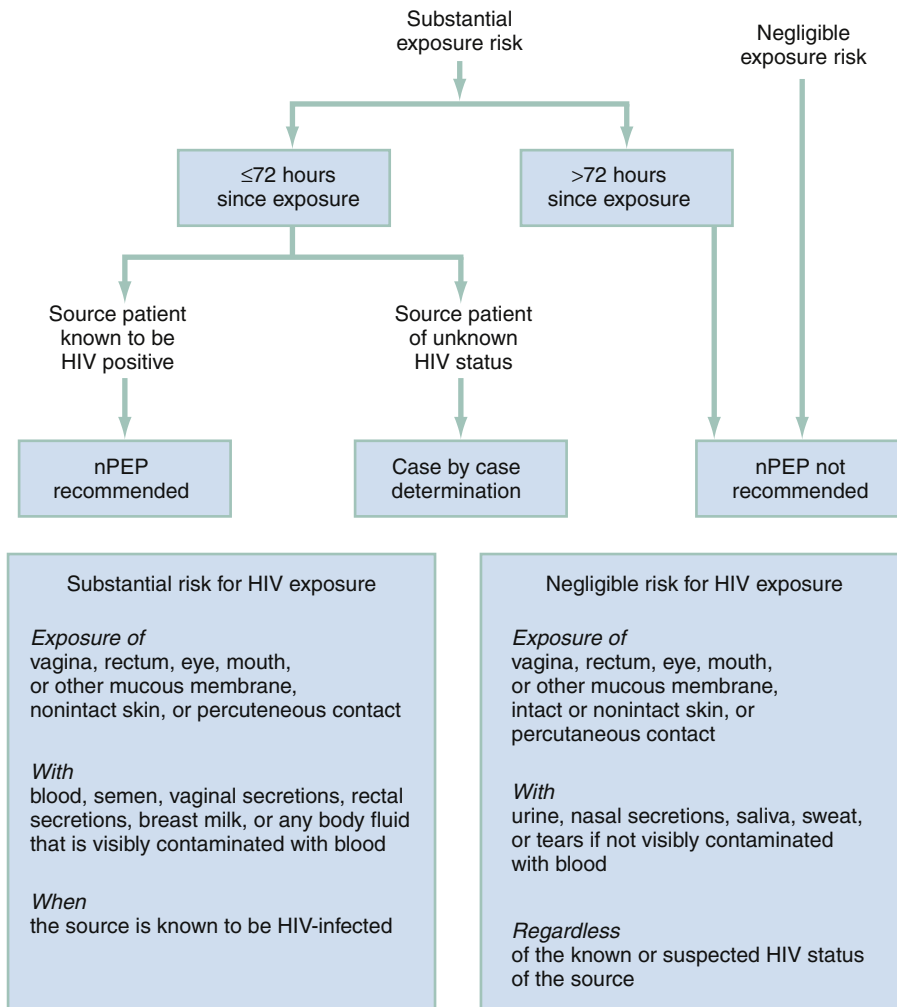 Substantial
exposure risk
Negligible
exposure risk
≤72 hours
since exposure
>72 hours
since exposure
Source patient
known to be
HIV positive
Source patient
of unknown
HIV status
nPEP
recommended
Case by case
determination
nPEP not
recommended
Substantial risk for HIV exposure
Exposure of
vagina, rectum, eye, mouth,
or other mucous membrane,
nonintact skin, or percuteneous contact
With
blood, semen, vaginal secretions, rectal
secretions, breast milk, or any body fluid
that is visibly contaminated with blood
When
the source is known to be HIV-infected
Negligible risk for HIV exposure
Exposure of
vagina, rectum, eye, mouth,
or other mucous membrane,
intact or nonintact skin, or
percutaneous contact
With
urine, nasal secretions, saliva, sweat,
or tears if not visibly contaminated
with blood
Regardless
of the known or suspected HIV status
of the source